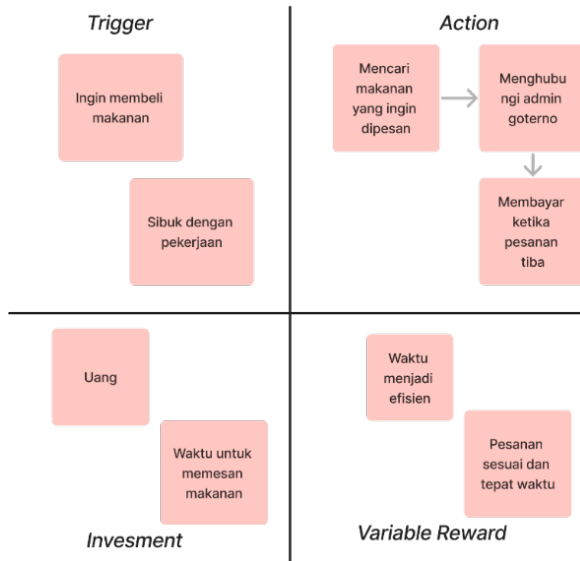 Trigger
Ingin membeli
makanan
Sibuk dengan
pekerjaan
Action
Mencari
makanan
yang ingin
dipesan
Menghubu
ngi admin
goterno
Membayar
ketika
pesanan
tiba
Uang
Waktu untuk
memesan
makanan
Invesment
Waktu
menjadi
efisien
Pesanan
sesuai dan
tepat waktu
Variable Reward